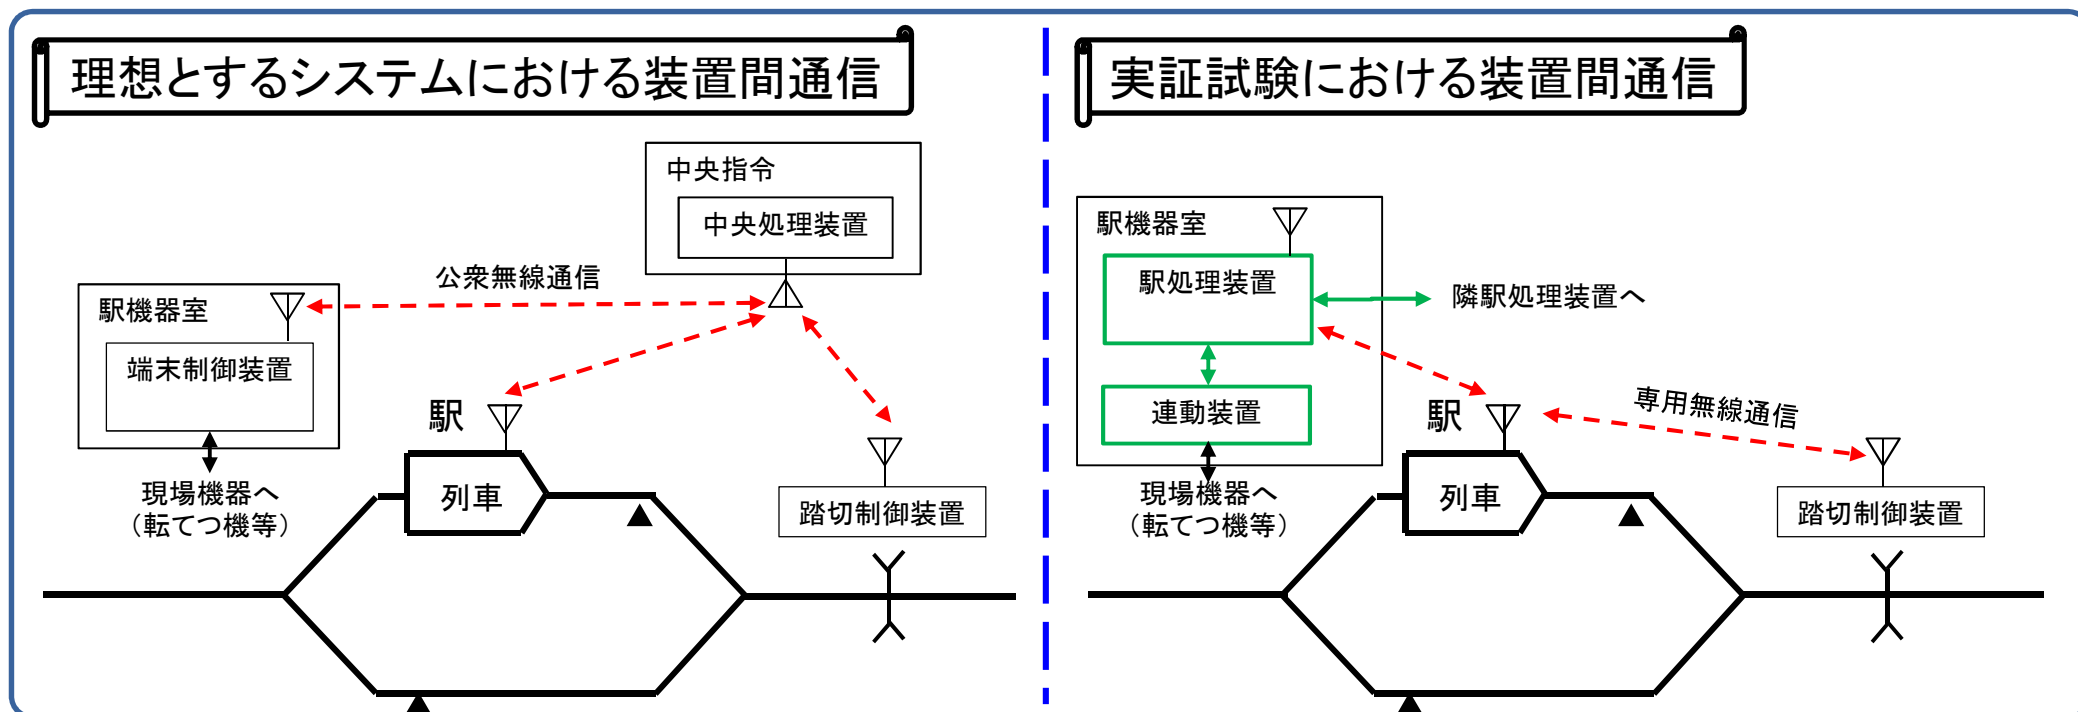 理想とするシステムにおける装置間通信
中央指令
中央処理装置
公衆無線通信
駅機器室
端末制御装置
駅
列車
現場機器へ
（転てつ機等）
踏切制御装置
実証試験における装置間通信
駅機器室
駅処理装置
隣駅処理装置へ
連動装置
専用無線通信
駅
列車
現場機器へ
（転てつ機等）
踏切制御装置